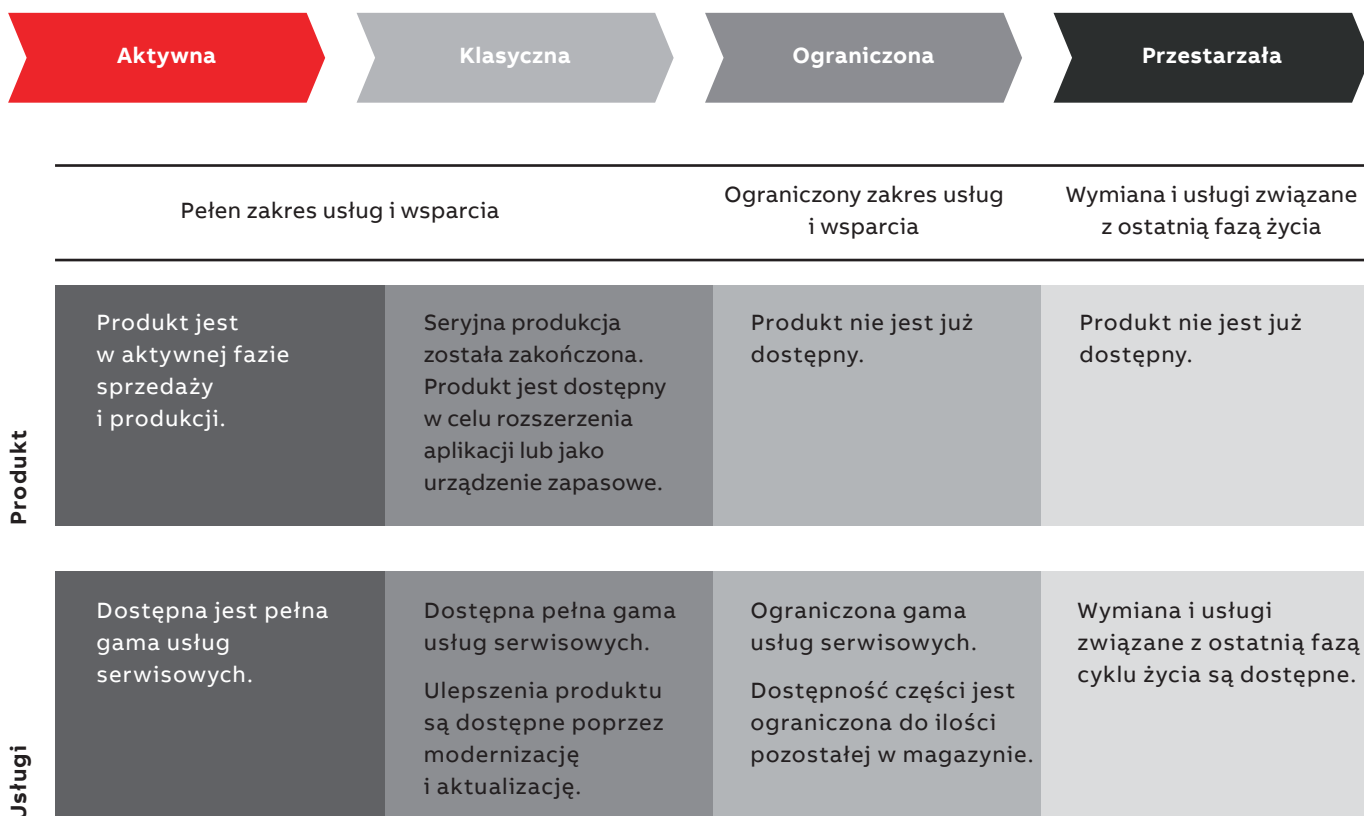 Aktywna
Klasyczna
Ograniczona
Przestarzała
Pełen zakres usług i wsparcia
Ograniczony zakres usług
i wsparcia
Wymiana i usługi związane
z ostatnią fazą życia
Produkt
Produkt jest
w aktywnej fazie
sprzedaży
i produkcji.
Seryjna produkcja
została zakończona.
Produkt jest dostępny
w celu rozszerzenia
aplikacji lub jako
urządzenie zapasowe.
Produkt nie jest już
dostępny.
Produkt nie jest już
dostępny.
Usługi
Dostępna jest pełna
gama usług
serwisowych.
Dostępna pełna gama
usług serwisowych.
Ulepszenia produktu
są dostępne poprzez
modernizację
i aktualizację.
Ograniczona gama
usług serwisowych.
Dostępność części jest
ograniczona do ilości
pozostałej w magazynie.
Wymiana i usługi
związane z ostatnią fazą
cyklu życia są dostępne.